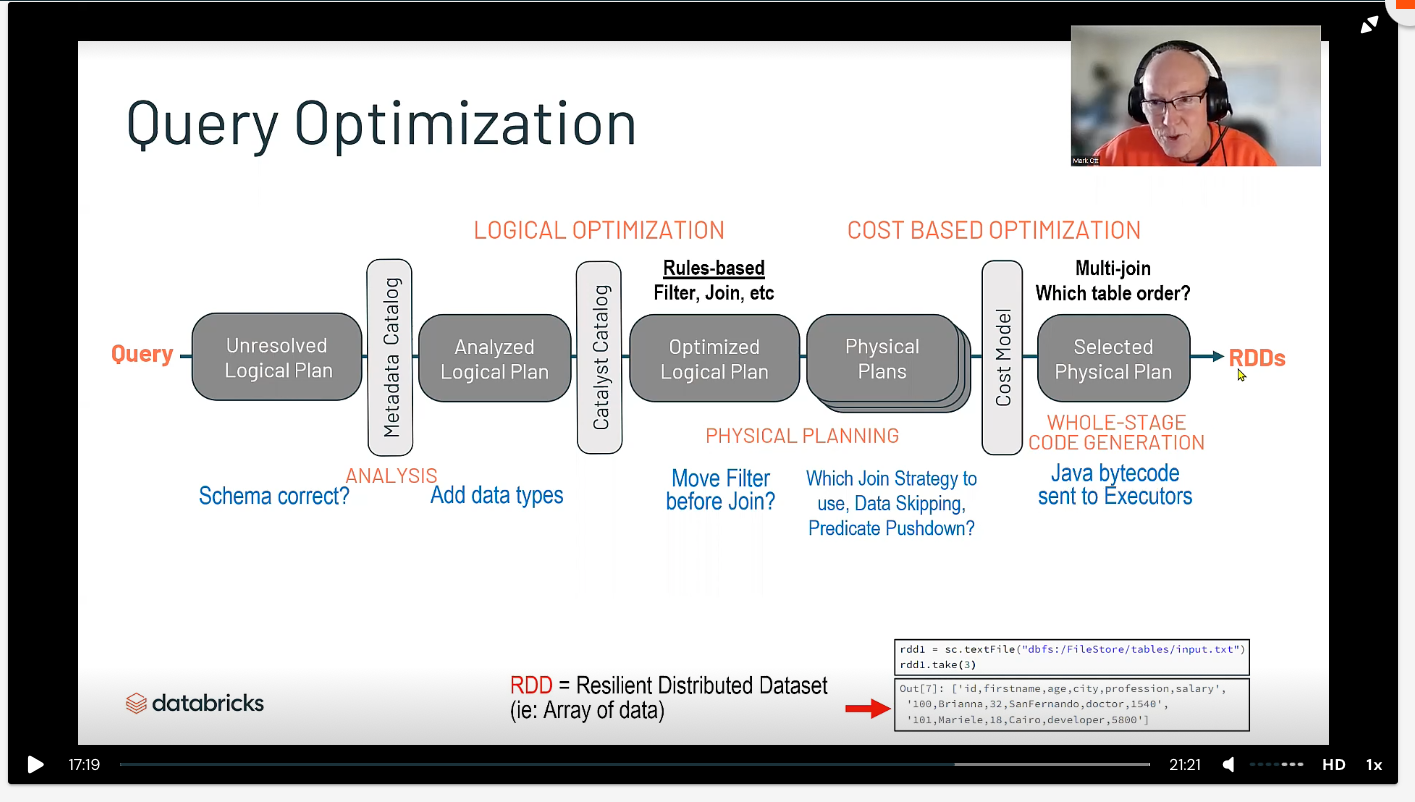 Mark Ott
Query Optimization
LOGICAL OPTIMIZATION
COST BASED OPTIMIZATION
Rules-based
Filter, Join, etc
Multi-join
Which table order?
Query
Unresolved
Logical Plan
Metadata Catalog
Analyzed
Logical Plan
Catalyst Catalog
Optimized
Logical Plan
Physical
Plans
Cost Model
Selected
Physical Plan
RDDs
ANALYSIS
PHYSICAL PLANNING
WHOLE-STAGE
CODE GENERATION
Schema correct?
Add data types
Move Filter
before Join?
Which Join Strategy to
use, Data Skipping,
Predicate Pushdown?
Java bytecode
sent to Executors
databricks
RDD = Resilient Distributed Dataset
(ie: Array of data)
rdd1 = sc.textFile("dbfs:/FileStore/tables/input.txt")
rdd1.take(3)
Out[7]: ['id,firstname,age,city,profession,salary',
'100,Brianna,32,SanFernando,doctor,1540',
'101,Mariele,18,Cairo,developer,5800']
17:19
21:21
HD
1x